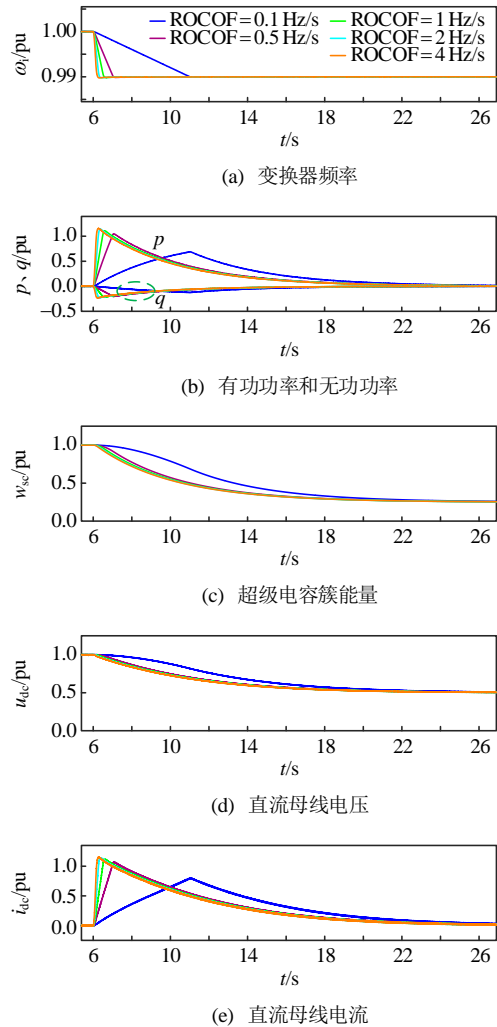 ROCOF=0.1 Hz/s ROCOF=1 Hz/s
ROCOF=0.5 Hz/s ROCOF=2 Hz/s
ROCOF=4 Hz/s
1.00
0.99
ωᵢ/pu
6 10 14 18 22 26
t/s
(a) 变换器频率
1.0
0.5
0.0
−0.5
p、q/pu
p
q
6 10 14 18 22 26
t/s
(b) 有功功率和无功功率
1.0
0.5
0.0
w_sc/pu
6 10 14 18 22 26
t/s
(c) 超级电容簇能量
1.0
0.5
0.0
u_dc/pu
6 10 14 18 22 26
t/s
(d) 直流母线电压
1.0
0.5
0.0
i_dc/pu
6 10 14 18 22 26
t/s
(e) 直流母线电流